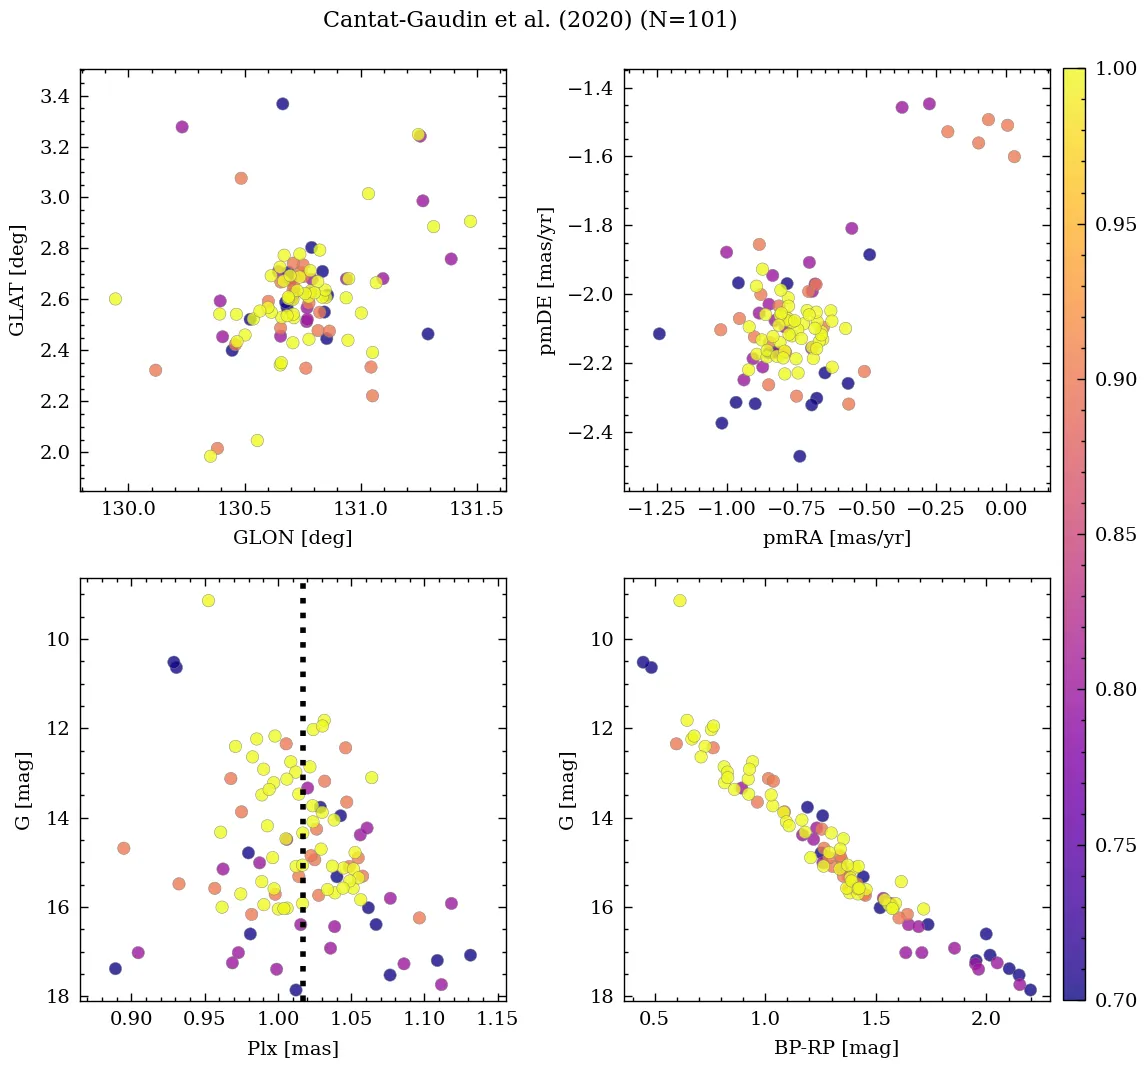 Cantat-Gaudin et al. (2020) (N=101)
3.4
3.2
3.0
2.8
2.6
2.4
2.2
2.0
GLAT [deg]
130.0 130.5 131.0 131.5
GLON [deg]
−1.4
−1.6
−1.8
−2.0
−2.2
−2.4
pmDE [mas/yr]
−1.25 −1.00 −0.75 −0.50 −0.25 0.00
pmRA [mas/yr]
1.00
0.95
0.90
0.85
0.80
0.75
0.70
10
12
14
16
18
G [mag]
0.90 0.95 1.00 1.05 1.10 1.15
Plx [mas]
10
12
14
16
18
G [mag]
0.5 1.0 1.5 2.0
BP-RP [mag]